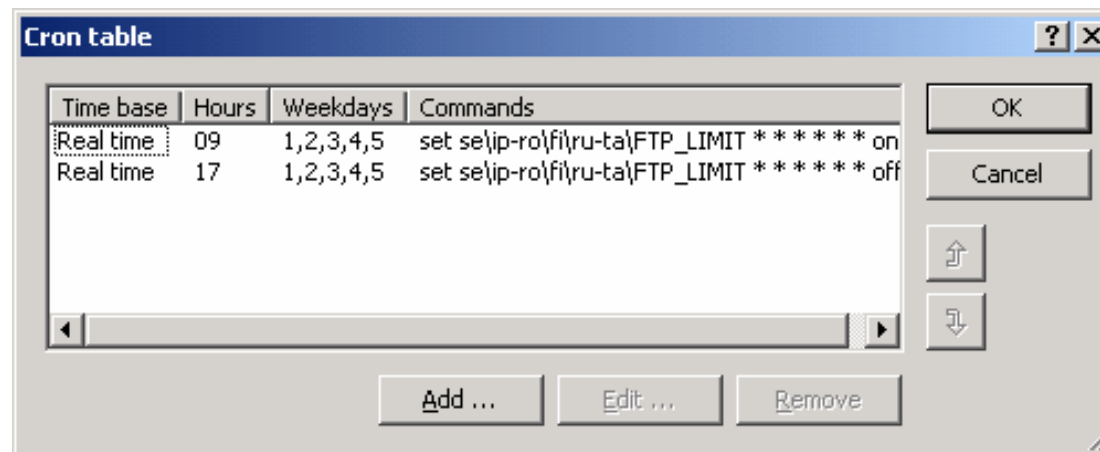 Cron table
Time base Hours Weekdays Commands
Real time 09 1,2,3,4,5 set se\ip-ro\fi\ru-ta\FTP_LIMIT * * * * * * on
Real time 17 1,2,3,4,5 set se\ip-ro\fi\ru-ta\FTP_LIMIT * * * * * * off
OK
Cancel
Add ... Edit ... Remove